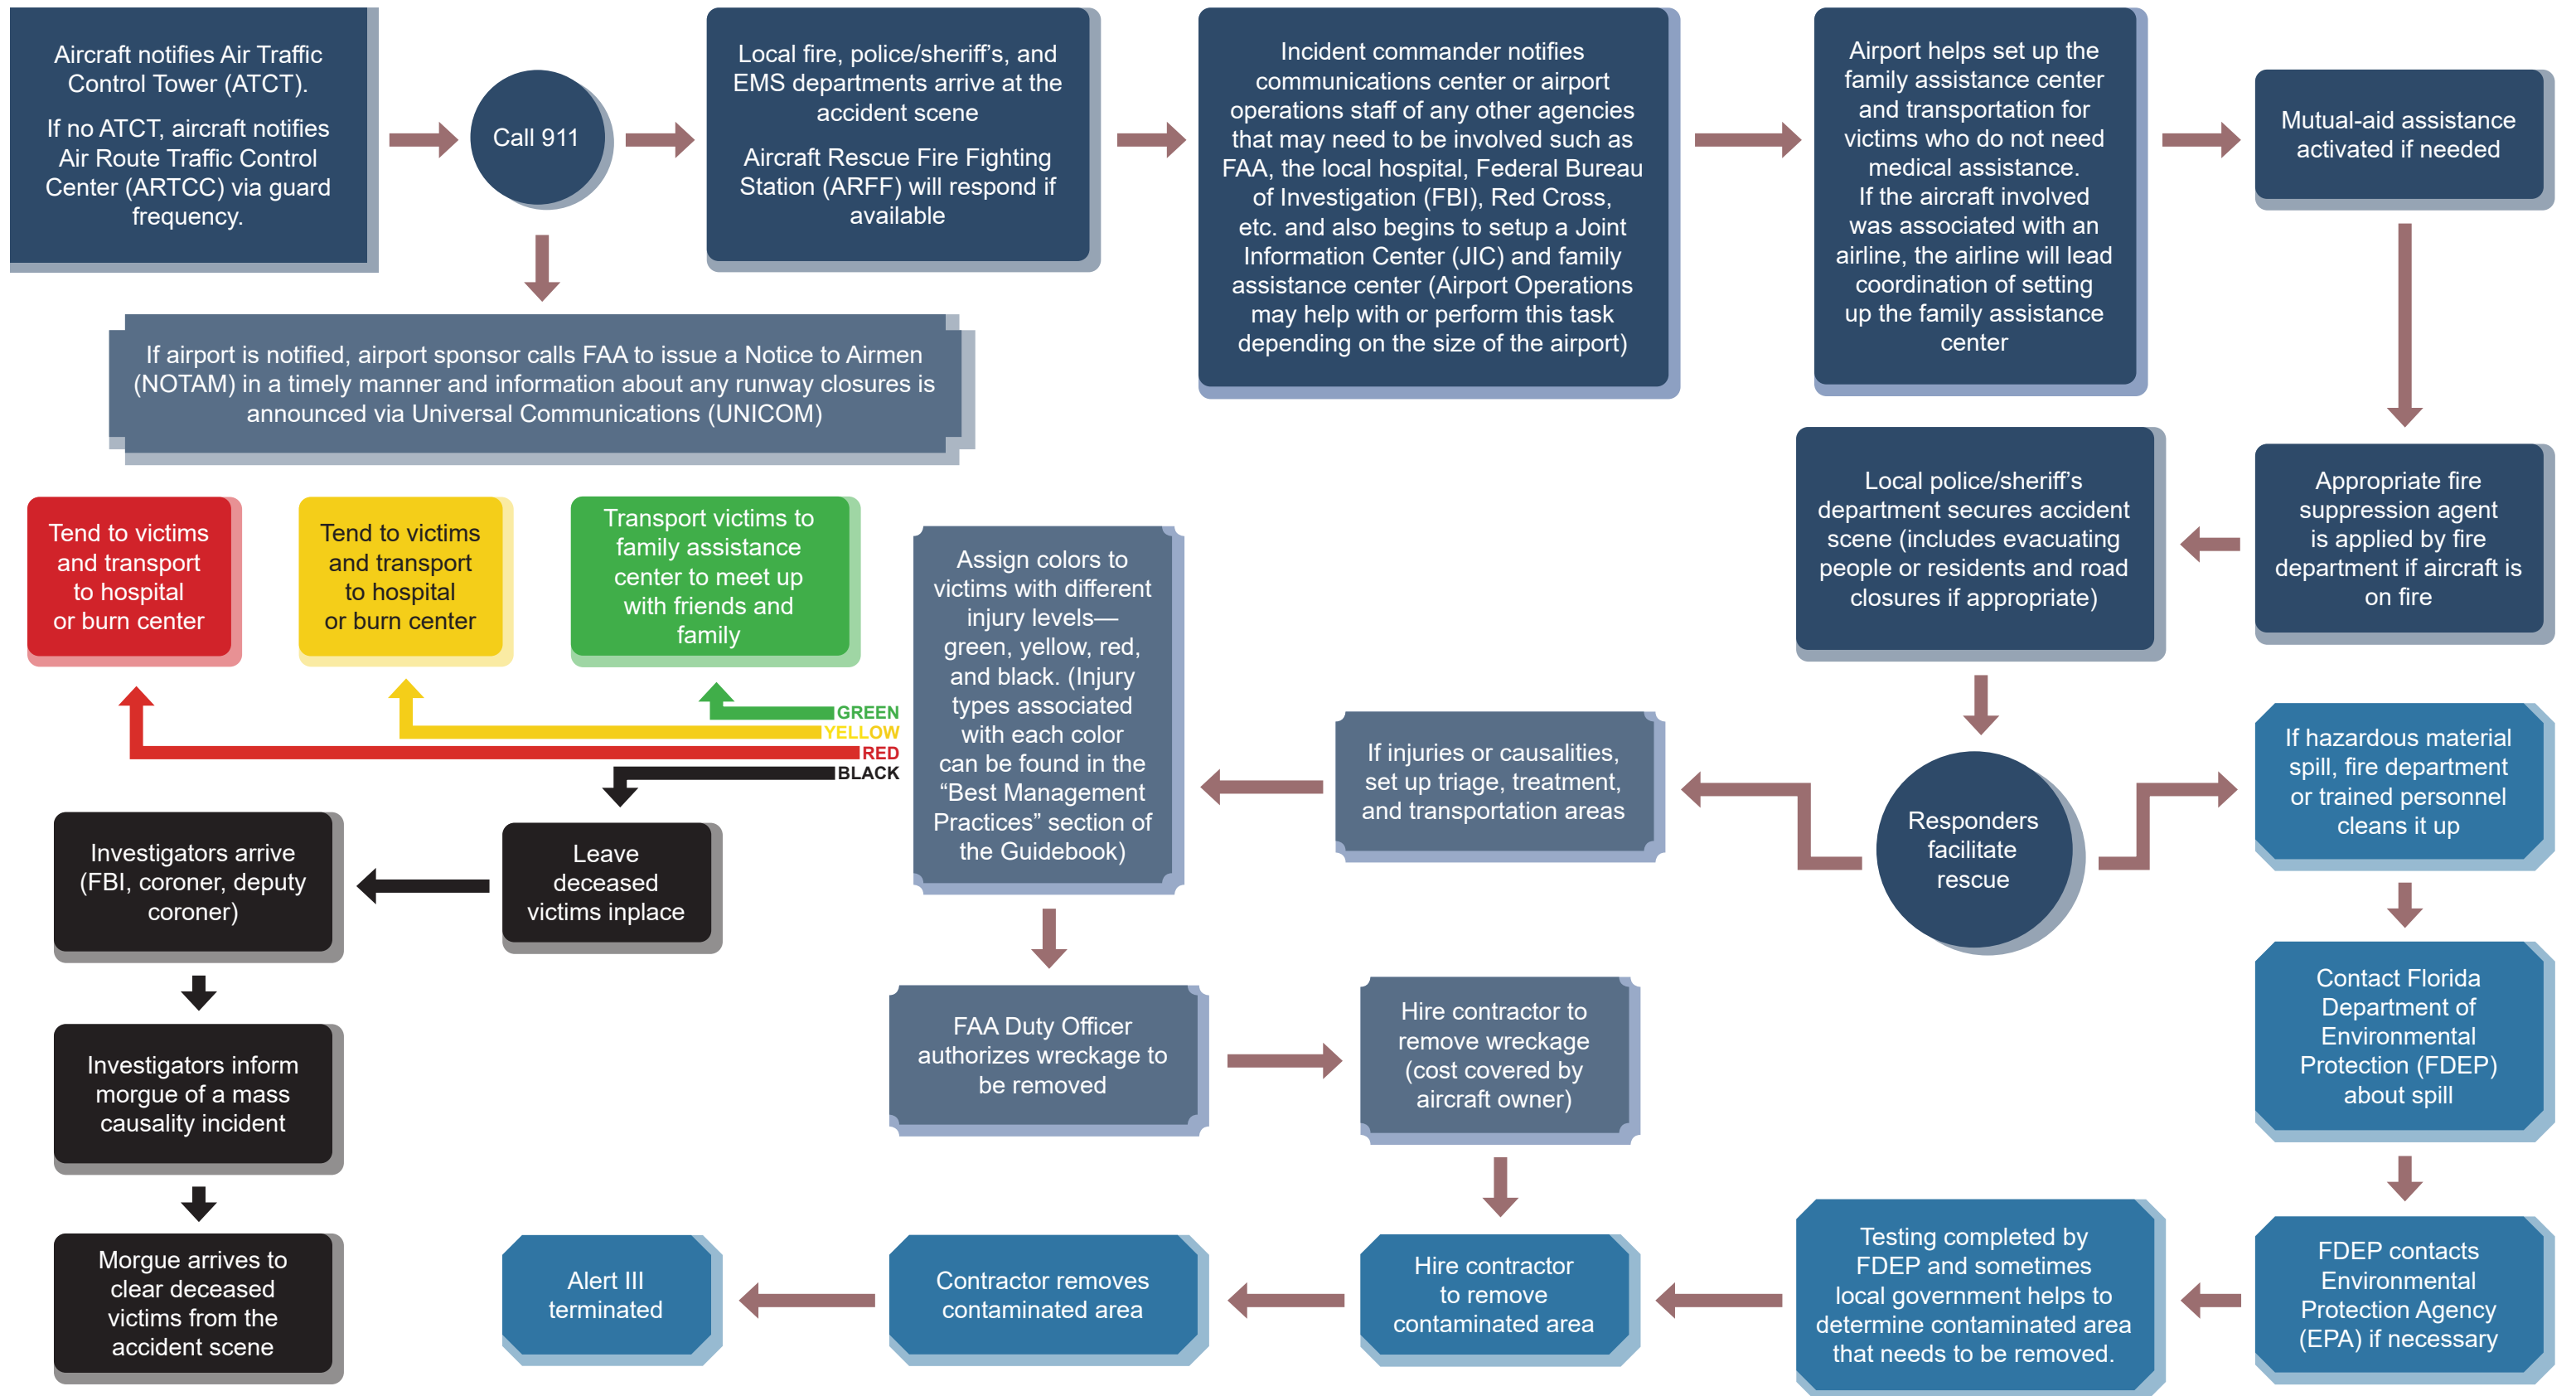 Aircraft notifies Air Traffic
Control Tower (ATCT).
If no ATCT, aircraft notifies
Air Route Traffic Control
Center (ARTCC) via guard
frequency.
Call 911
Local fire, police/sheriff’s, and
EMS departments arrive at the
accident scene
Aircraft Rescue Fire Fighting
Station (ARFF) will respond if
available
Incident commander notifies
communications center or airport
operations staff of any other agencies
that may need to be involved such as
FAA, the local hospital, Federal Bureau
of Investigation (FBI), Red Cross,
etc. and also begins to setup a Joint
Information Center (JIC) and family
assistance center (Airport Operations
may help with or perform this task
depending on the size of the airport)
Airport helps set up the
family assistance center
and transportation for
victims who do not need
medical assistance.
If the aircraft involved
was associated with an
airline, the airline will lead
coordination of setting
up the family assistance
center
Mutual-aid assistance
activated if needed
If airport is notified, airport sponsor calls FAA to issue a Notice to Airmen
(NOTAM) in a timely manner and information about any runway closures is
announced via Universal Communications (UNICOM)
Appropriate fire
suppression agent
is applied by fire
department if aircraft is
on fire
Local police/sheriff’s
department secures accident
scene (includes evacuating
people or residents and road
closures if appropriate)
Responders
facilitate
rescue
If injuries or causalities,
set up triage, treatment,
and transportation areas
Assign colors to
victims with different
injury levels—
green, yellow, red,
and black. (Injury
types associated
with each color
can be found in the
“Best Management
Practices” section of
the Guidebook)
GREEN
YELLOW
RED
BLACK
Tend to victims
and transport
to hospital
or burn center
Tend to victims
and transport
to hospital
or burn center
Transport victims to
family assistance
center to meet up
with friends and
family
Leave
deceased
victims inplace
Investigators arrive
(FBI, coroner, deputy
coroner)
Investigators inform
morgue of a mass
causality incident
Morgue arrives to
clear deceased
victims from the
accident scene
FAA Duty Officer
authorizes wreckage to
be removed
Hire contractor to
remove wreckage
(cost covered by
aircraft owner)
If hazardous material
spill, fire department
or trained personnel
cleans it up
Contact Florida
Department of
Environmental
Protection (FDEP)
about spill
FDEP contacts
Environmental
Protection Agency
(EPA) if necessary
Testing completed by
FDEP and sometimes
local government helps to
determine contaminated area
that needs to be removed.
Hire contractor
to remove
contaminated area
Contractor removes
contaminated area
Alert III
terminated